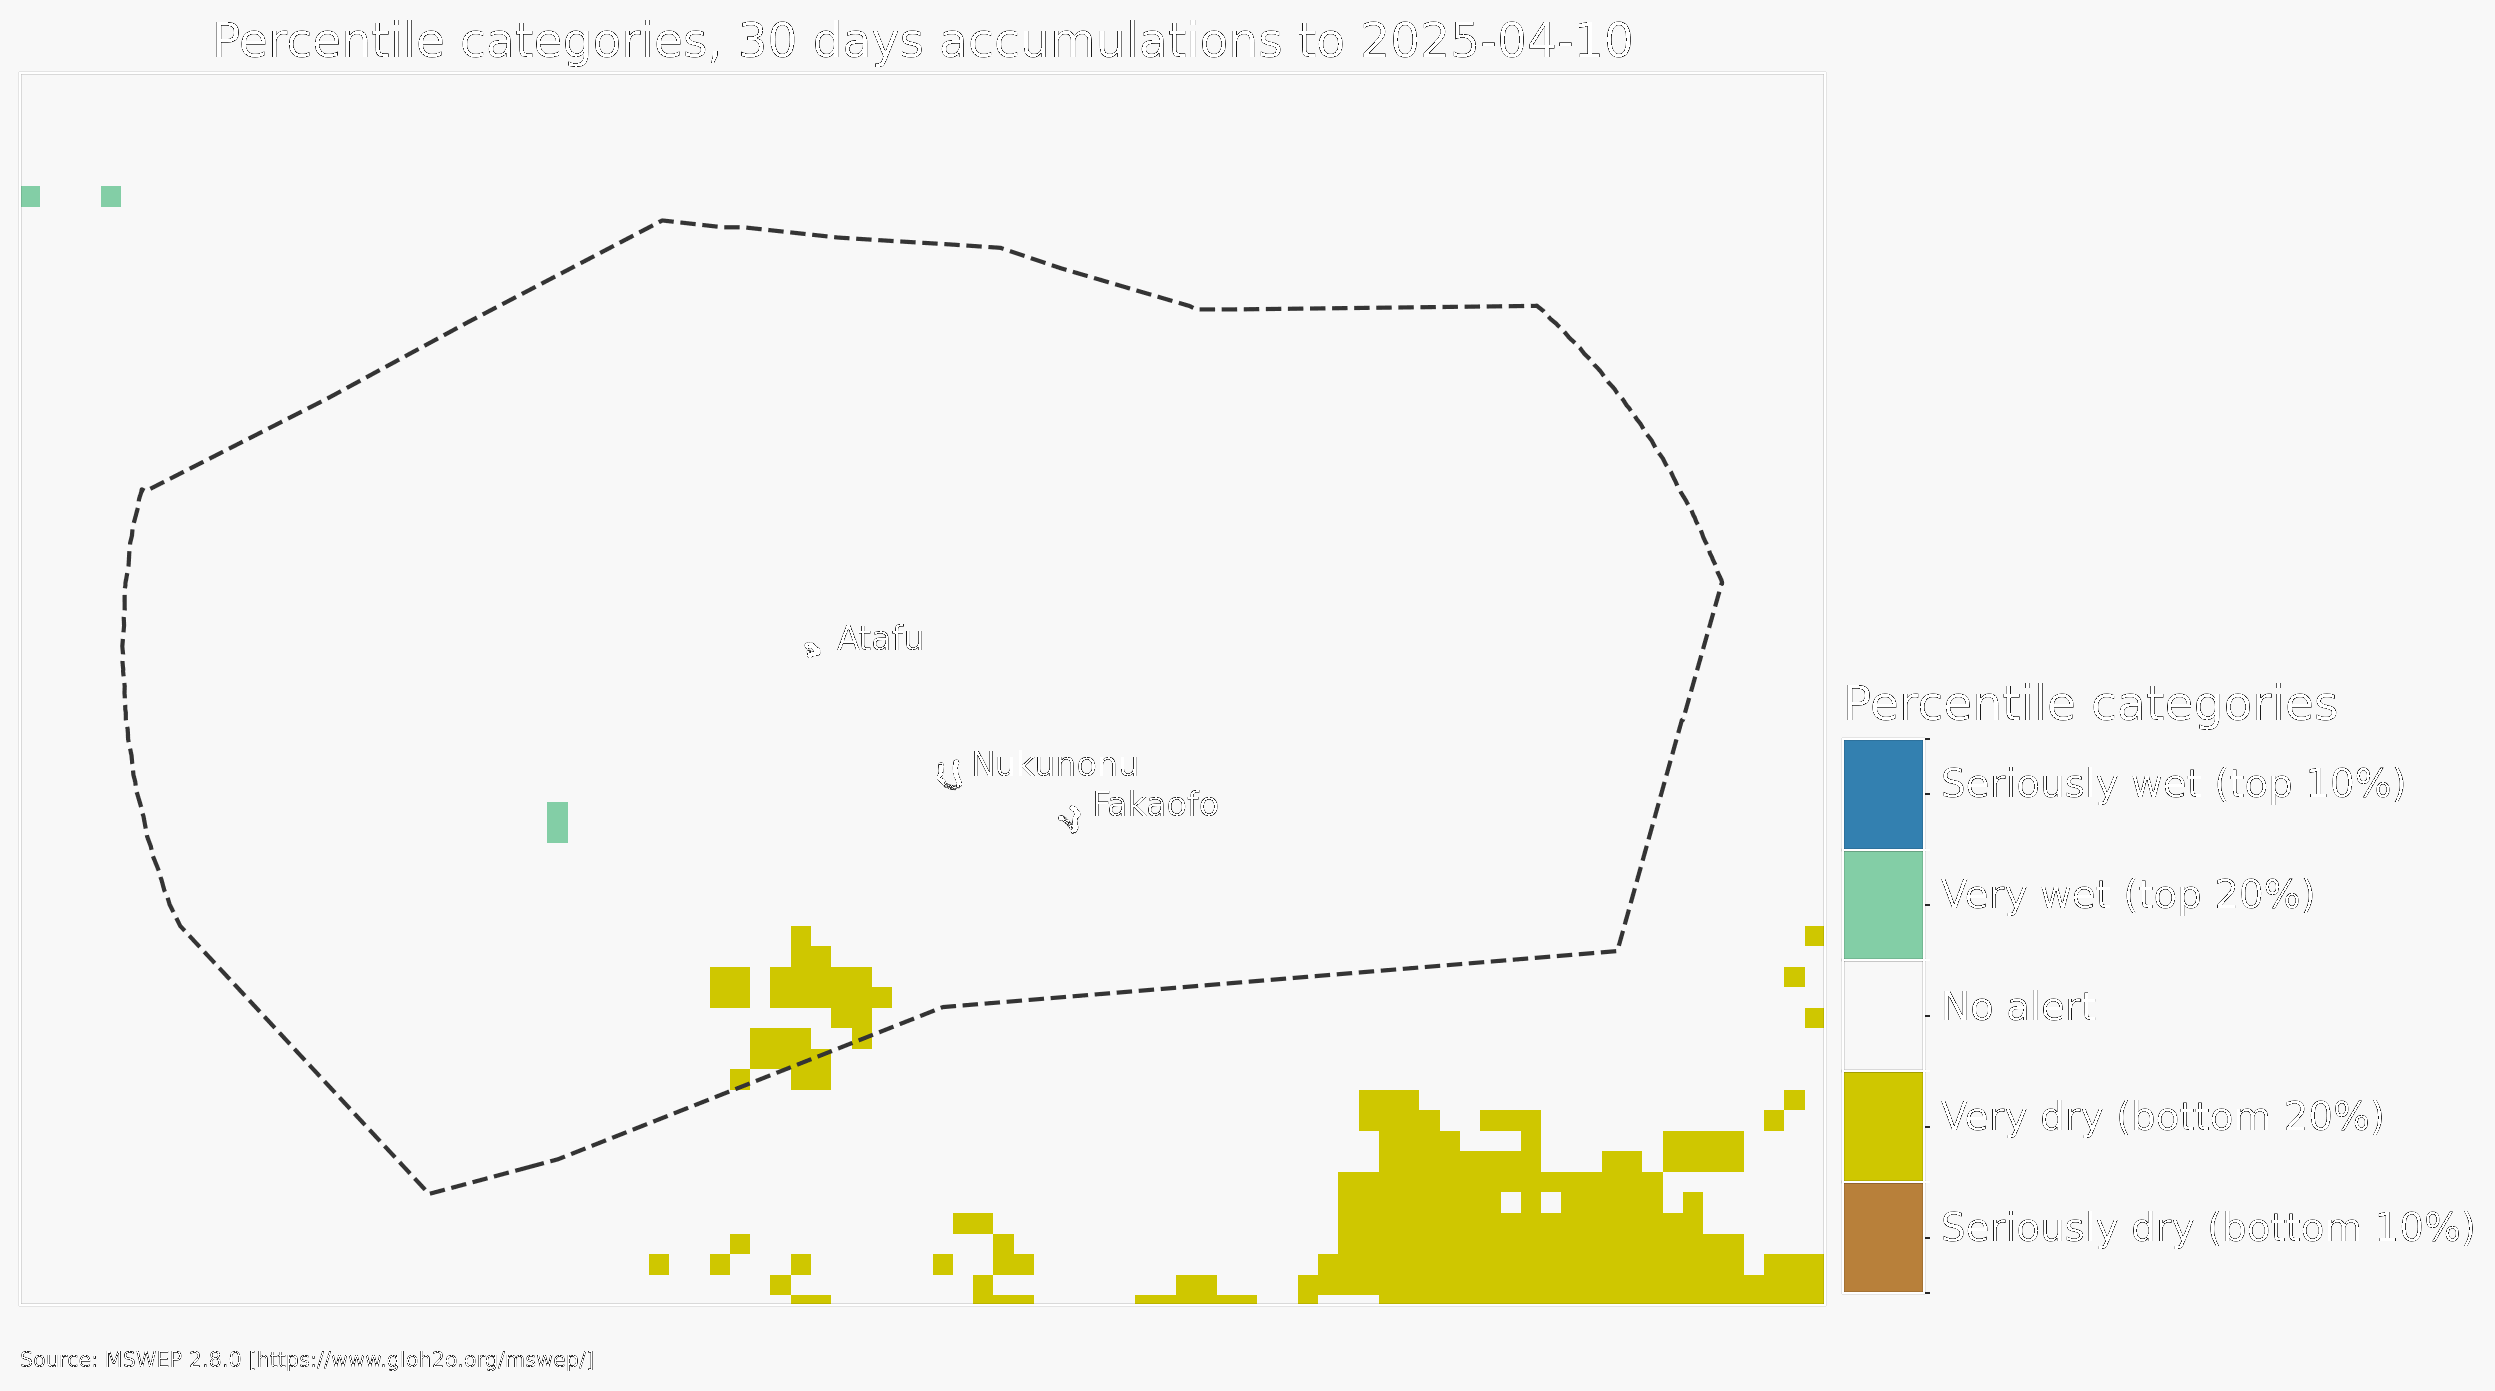 Percentile categories, 30 days accumulations to 2025-04-10
Atafu
Nukunonu
Fakaofo
Percentile categories
Seriously wet (top 10%)
Very wet (top 20%)
No alert
Very dry (bottom 20%)
Seriously dry (bottom 10%)
Source: MSWEP 2.8.0 [https://www.gloh2o.org/mswep/]